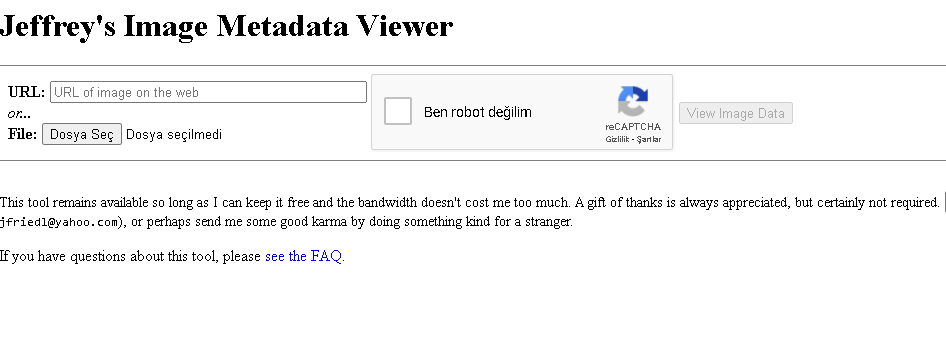 Jeffrey's Image Metadata Viewer
URL: URL of image on the web
or...
File: Dosya Seç Dosya seçilmedi
Ben robot değilim
reCAPTCHA
Gizlilik - Şartlar
View Image Data
This tool remains available so long as I can keep it free and the bandwidth doesn't cost me too much. A gift of thanks is always appreciated, but certainly not required.
jfriedl@yahoo.com), or perhaps send me some good karma by doing something kind for a stranger.
If you have questions about this tool, please see the FAQ.